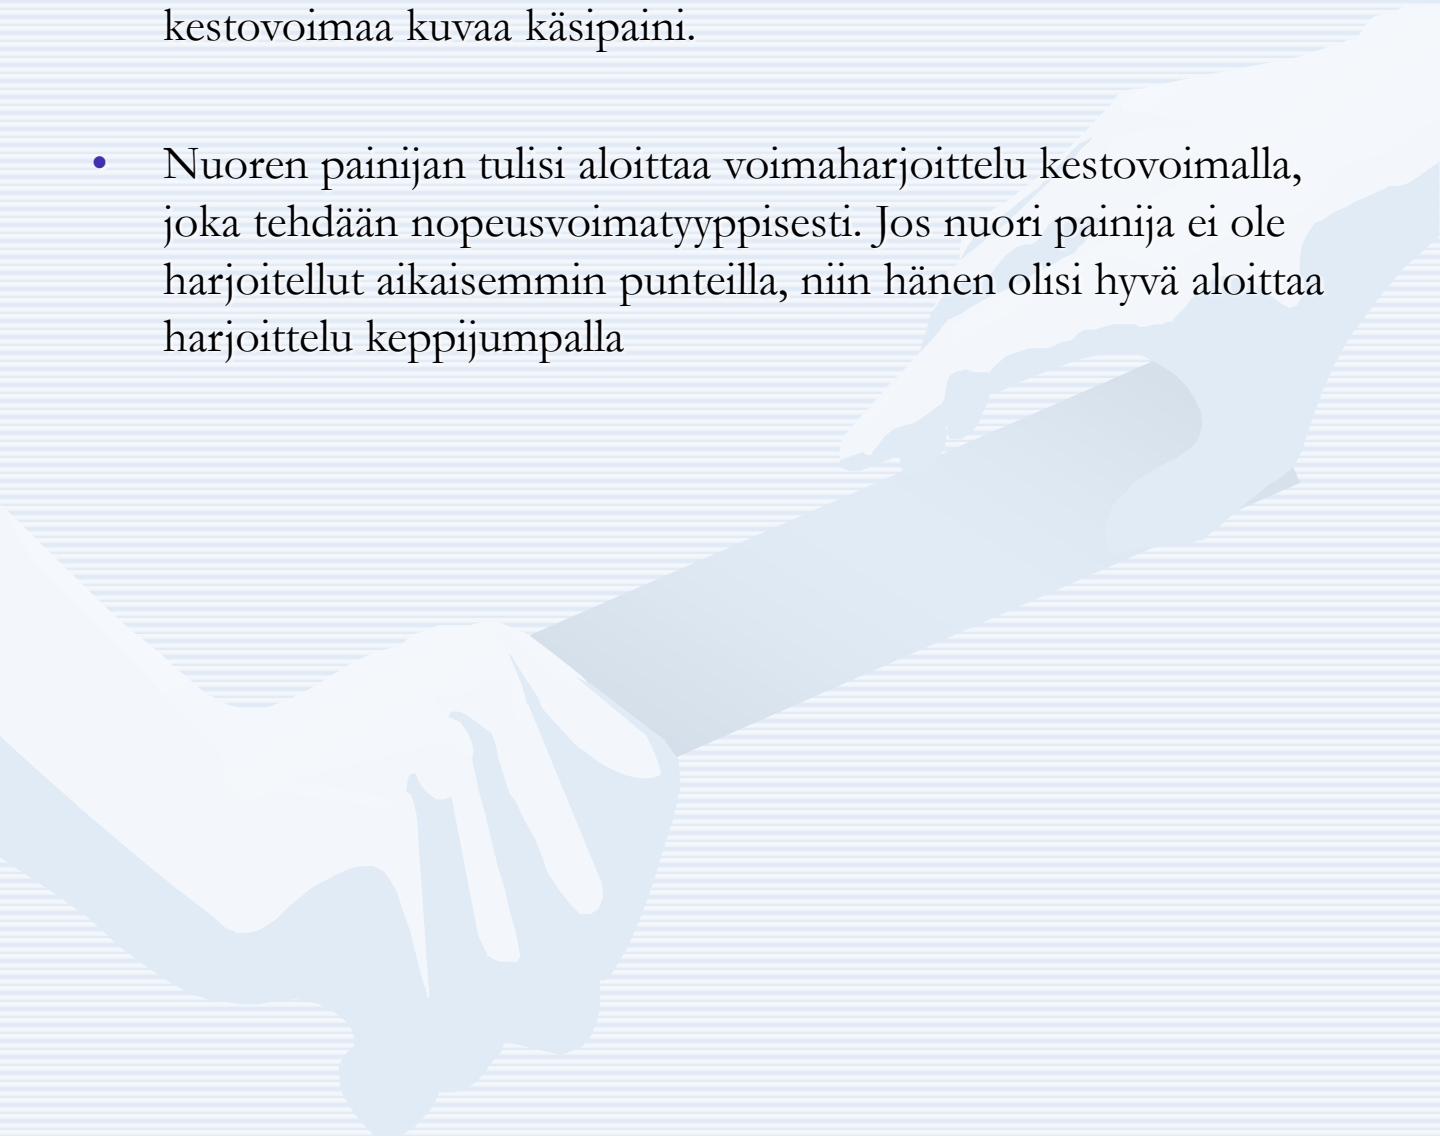 kestovoimaa kuvaa käsipaini.
• Nuoren painijan tulisi aloittaa voimaharjoittelu kestovoimalla,
joka tehdään nopeusvoimatyyppisesti. Jos nuori painija ei ole
harjoitellut aikaisemmin punteilla, niin hänen olisi hyvä aloittaa
harjoittelu keppijumpalla